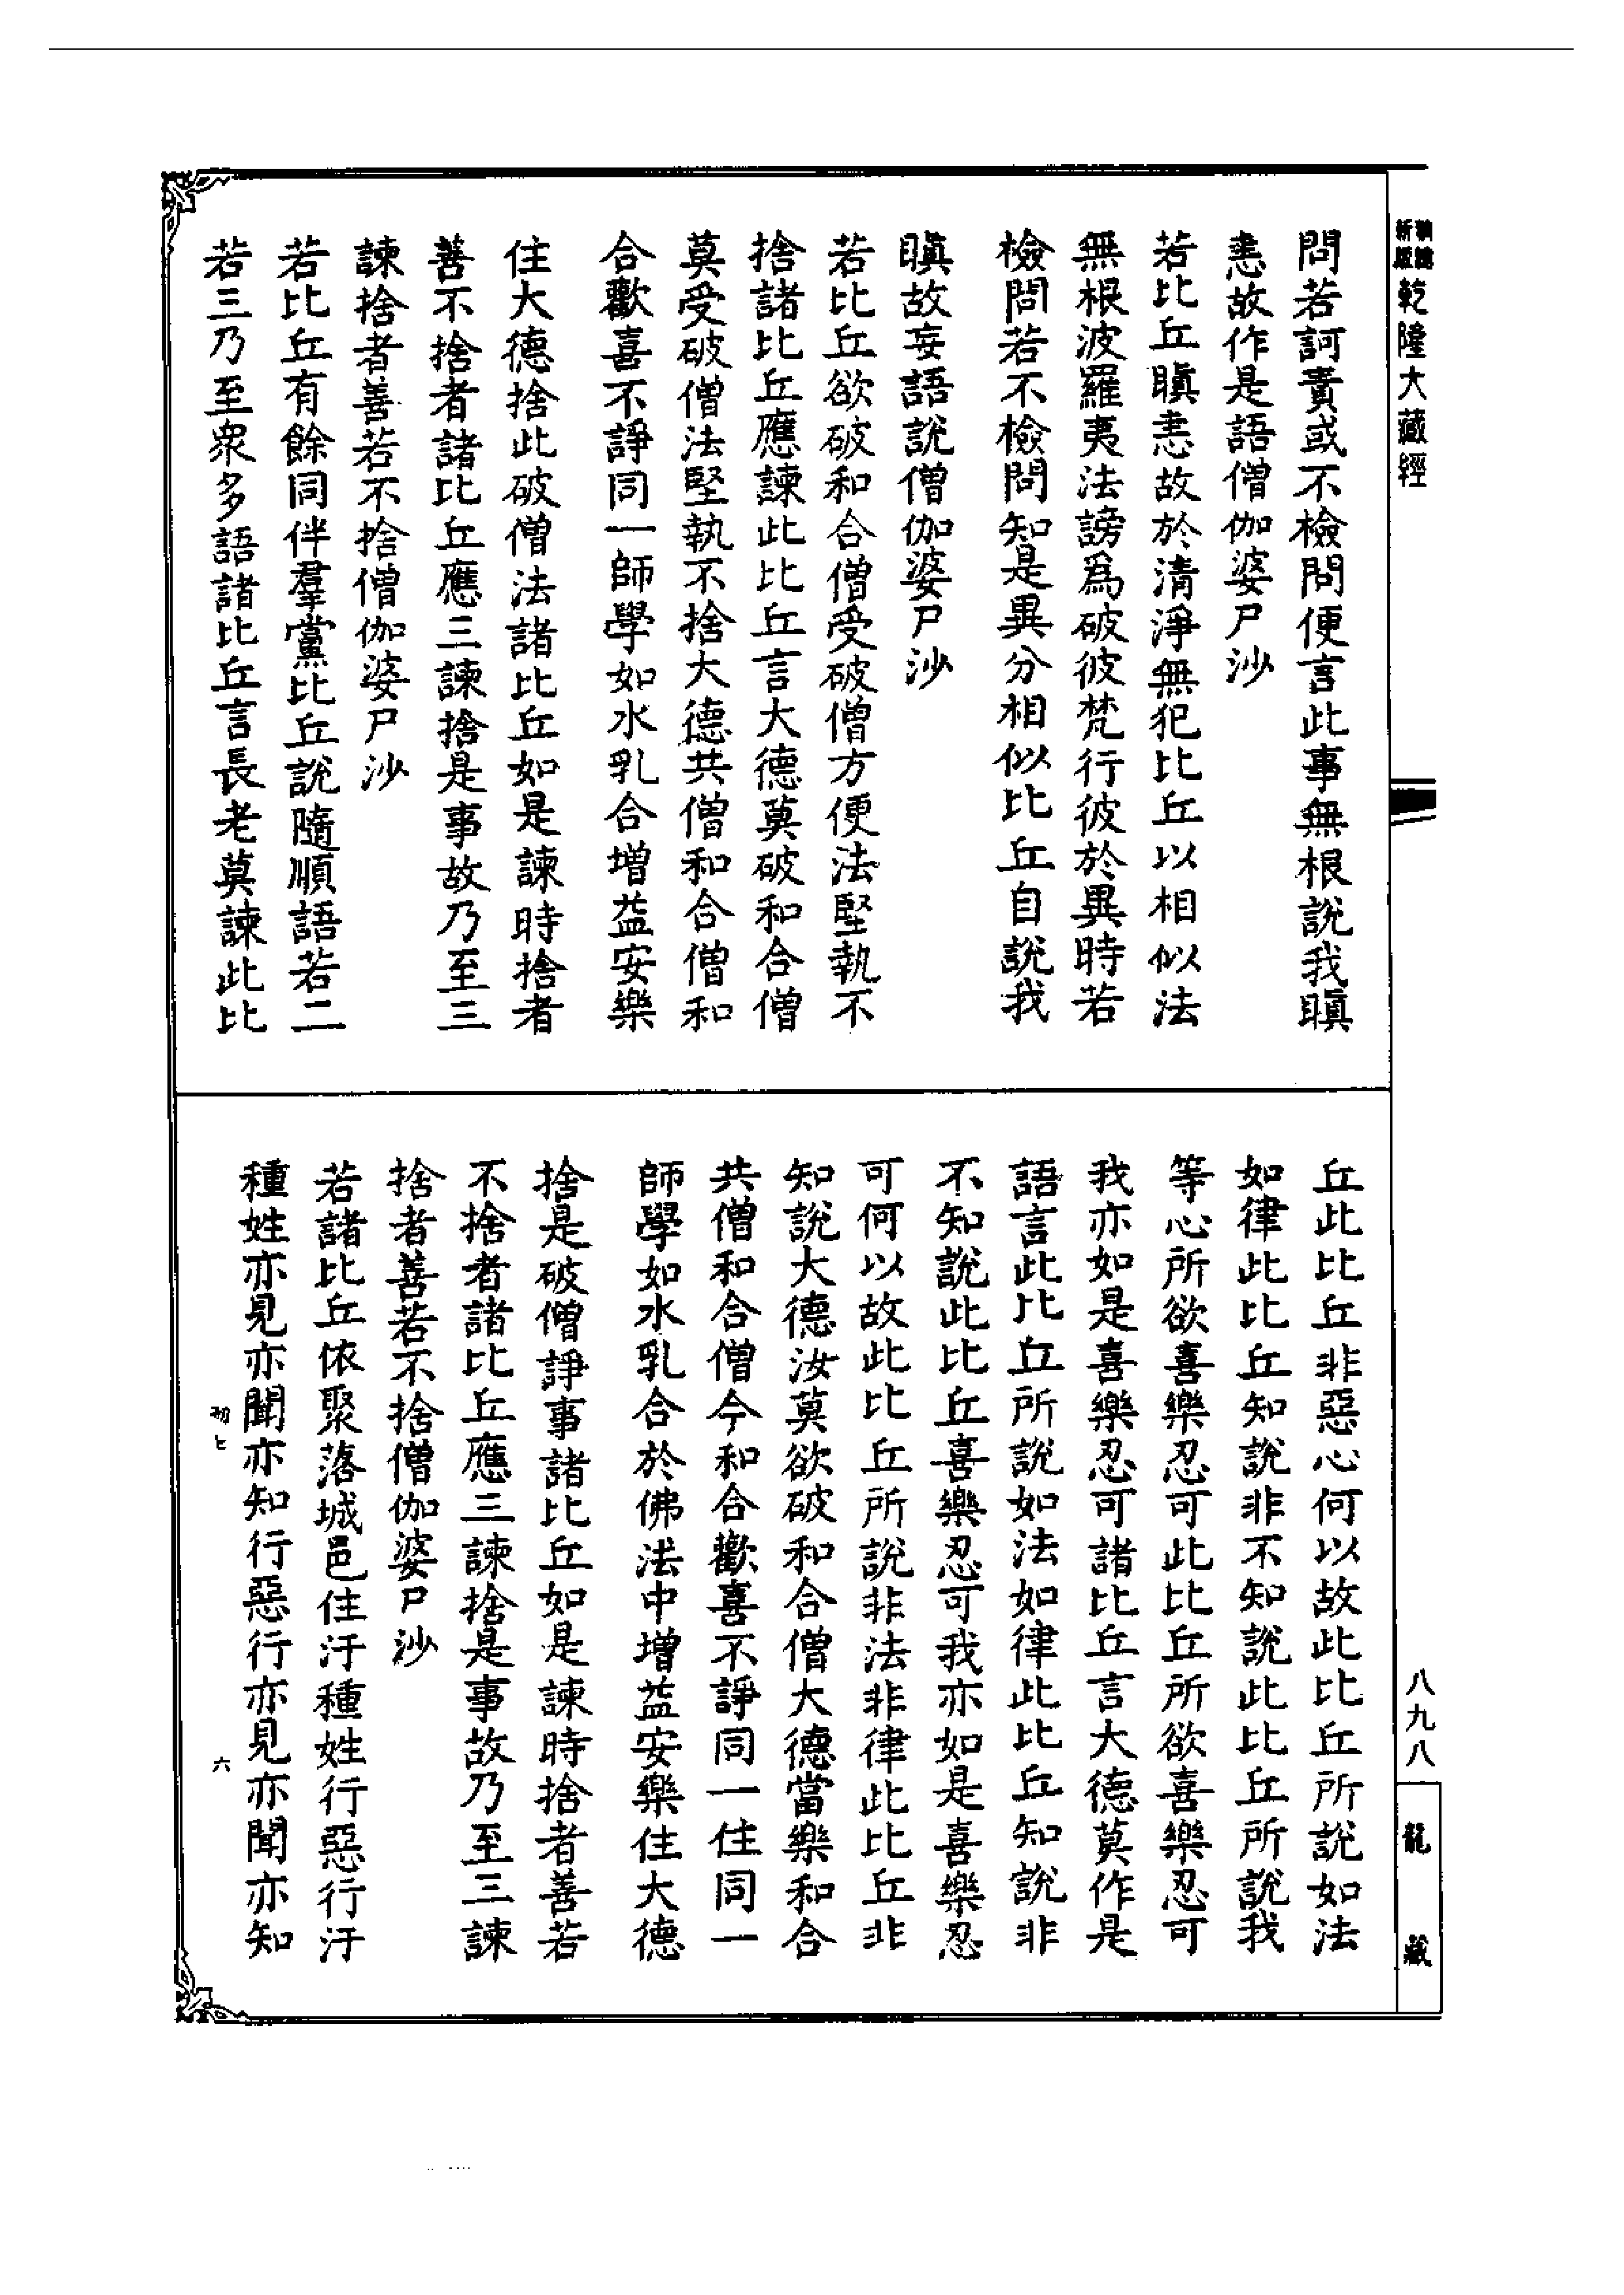 乾隆大藏經
問若訶責或不檢問便言此事無根說我瞋
恚故作是語僧伽婆尸沙
若比丘瞋恚故於清淨無犯比丘以相似法
無根波羅夷法謗爲破彼梵行彼於異時若
檢問若不檢問知是異分相似比丘自說我
瞋故妄語說僧伽婆尸沙
若比丘欲破和合僧受破僧方便法堅執不
捨諸比丘應諫此比丘言大德莫破和合僧
莫受破僧法堅執不捨大德共僧和合僧和
合歡喜不諍同一師學如水乳合增益安樂
住大德捨此破僧法諸比丘如是諫時捨者
善不捨者諸比丘應三諫捨是事故乃至三
諫捨者善若不捨僧伽婆尸沙
若比丘有餘同伴羣黨比丘說隨順語若二
若三乃至眾多語諸比丘言長老莫諫此比
丘此比丘非惡心何以故此比丘所說如法
如律此比丘知說非不知說此比丘所說我
等心所欲喜樂忍可此比丘所欲喜樂忍可
我亦如是喜樂忍可諸比丘言大德莫作是
語言此比丘所說如法如律此比丘知說非
不知說此比丘喜樂忍可我亦如是喜樂忍
可何以故此比丘所說非法非律此比丘非
知說大德汝莫欲破和合僧大德當樂和合
共僧和合僧今和合歡喜不諍同一住同一
師學如水乳合於佛法中增益安樂住大德
捨是破僧諍事諸比丘如是諫時捨者善若
不捨者諸比丘應三諫捨是事故乃至三諫
捨者善若不捨僧伽婆尸沙
若諸比丘依聚落城邑住汙種姓行惡行汙
種姓亦見亦聞亦知行惡行亦見亦聞亦知
初七
六
八九八
龍藏